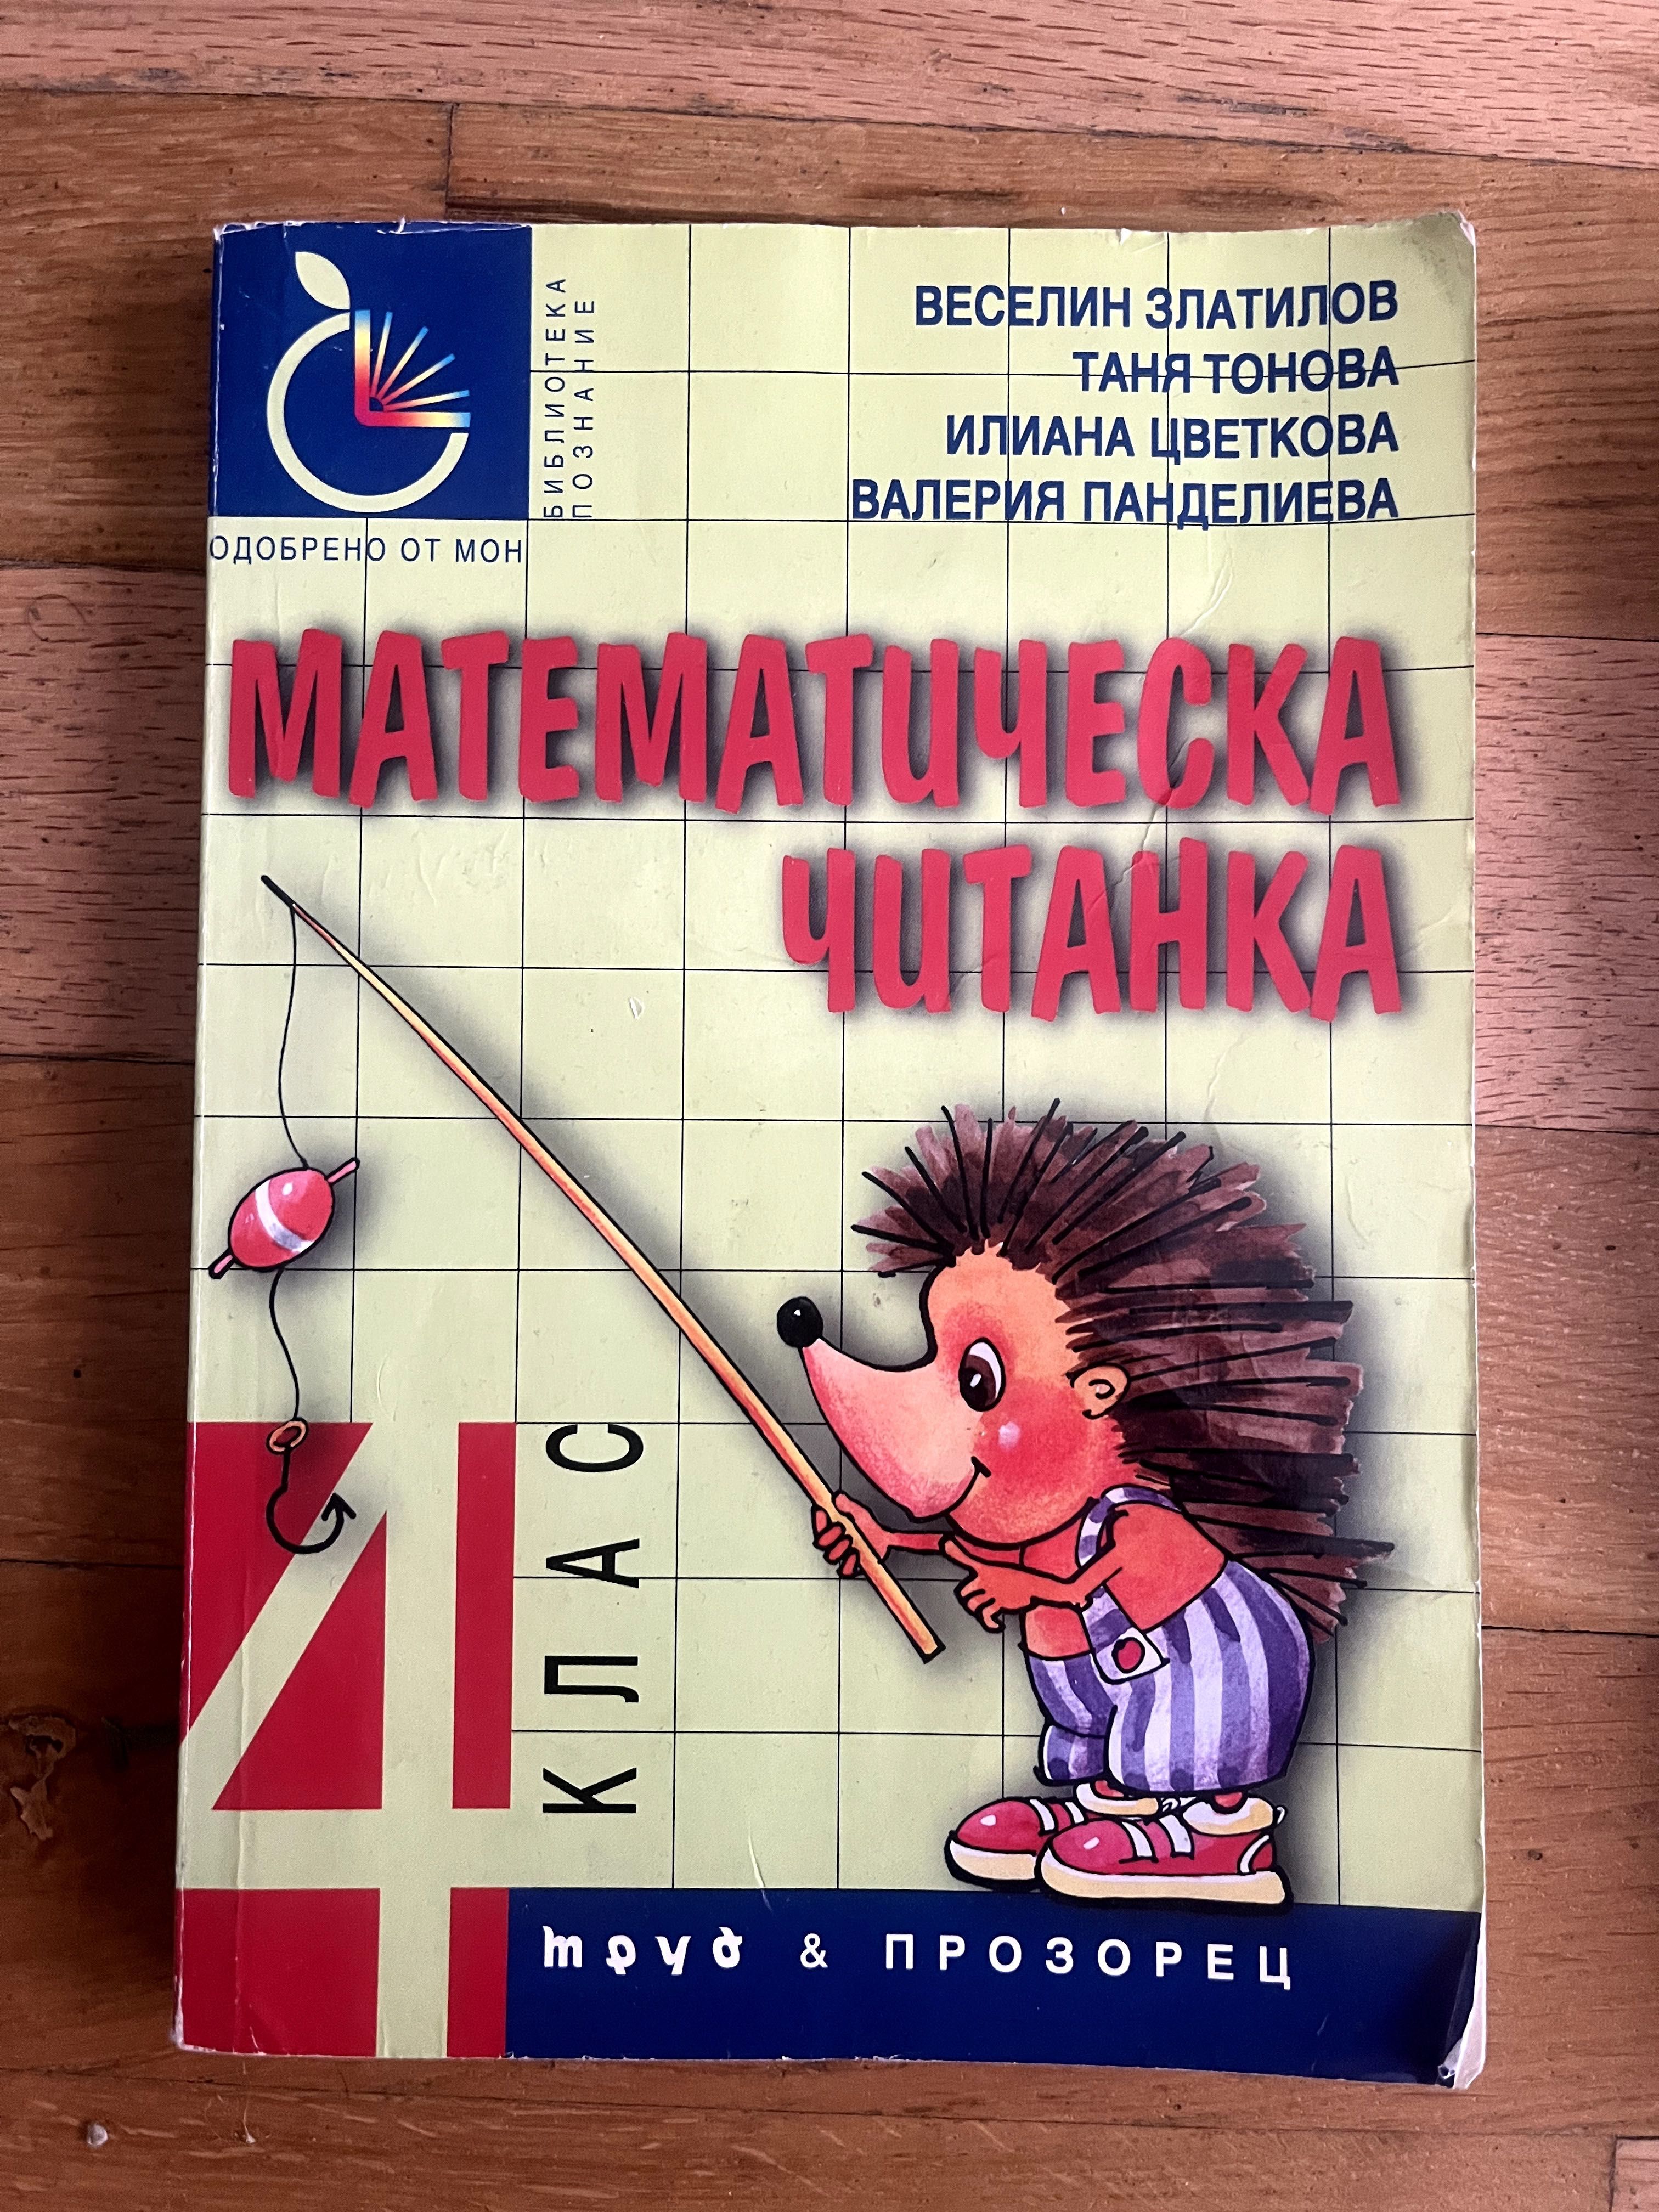 БИБЛИОТЕКА
ПОЗНАНИЕ
ВЕСЕЛИН ЗЛАТИЛОВ
ТАНЯ ТОНОВА
ИЛИАНА ЦВЕТКОВА
ВАЛЕРИЯ ПАНДЕЛИЕВА
ОДОБРЕНО ОТ МОН
МАТЕМАТИЧЕСКА
ЧИТАНКА
4 КЛАС
труд & ПРОЗОРЕЦ